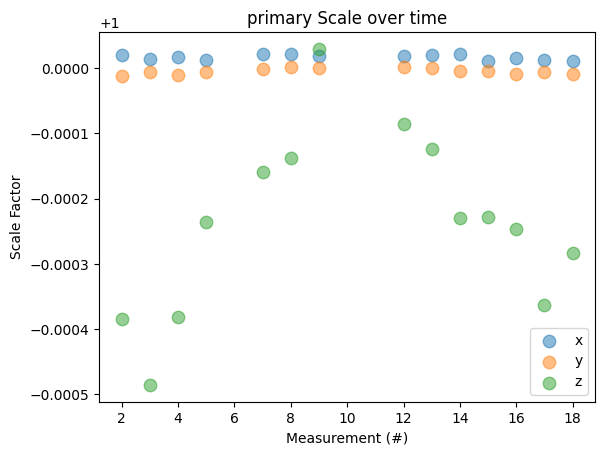 primary Scale over time
+1
0.0000
−0.0001
−0.0002
−0.0003
−0.0004
−0.0005
Scale Factor
2 4 6 8 10 12 14 16 18
Measurement (#)
x
y
z